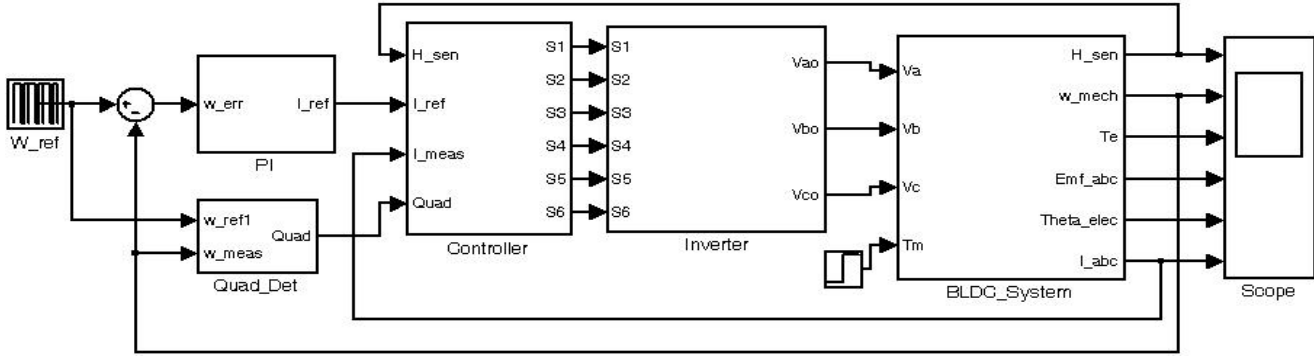 W_ref
w_err
I_ref
PI
w_ref1
w_meas
Quad
Quad_Det
H_sen
I_ref
I_meas
Quad
S1
S2
S3
S4
S5
S6
Controller
S1
S2
S3
S4
S5
S6
Vao
Vbo
Vco
Inverter
Va
Vb
Vc
Tm
H_sen
w_mech
Te
Emf_abc
Theta_elec
I_abc
BLDC_System
Scope